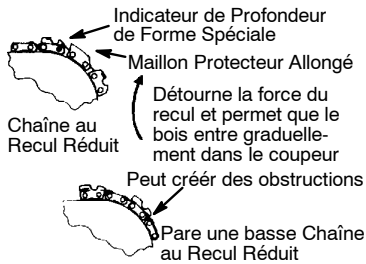 Indicateur de Profondeur
de Forme Spéciale
Maillon Protecteur Allongé
Détourne la force du
recul et permet que le
bois entre graduelle-
ment dans le coupeur
Chaîne au
Recul Réduit
Peut créér des obstructions
Pare une basse Chaîne
au Recul Réduit